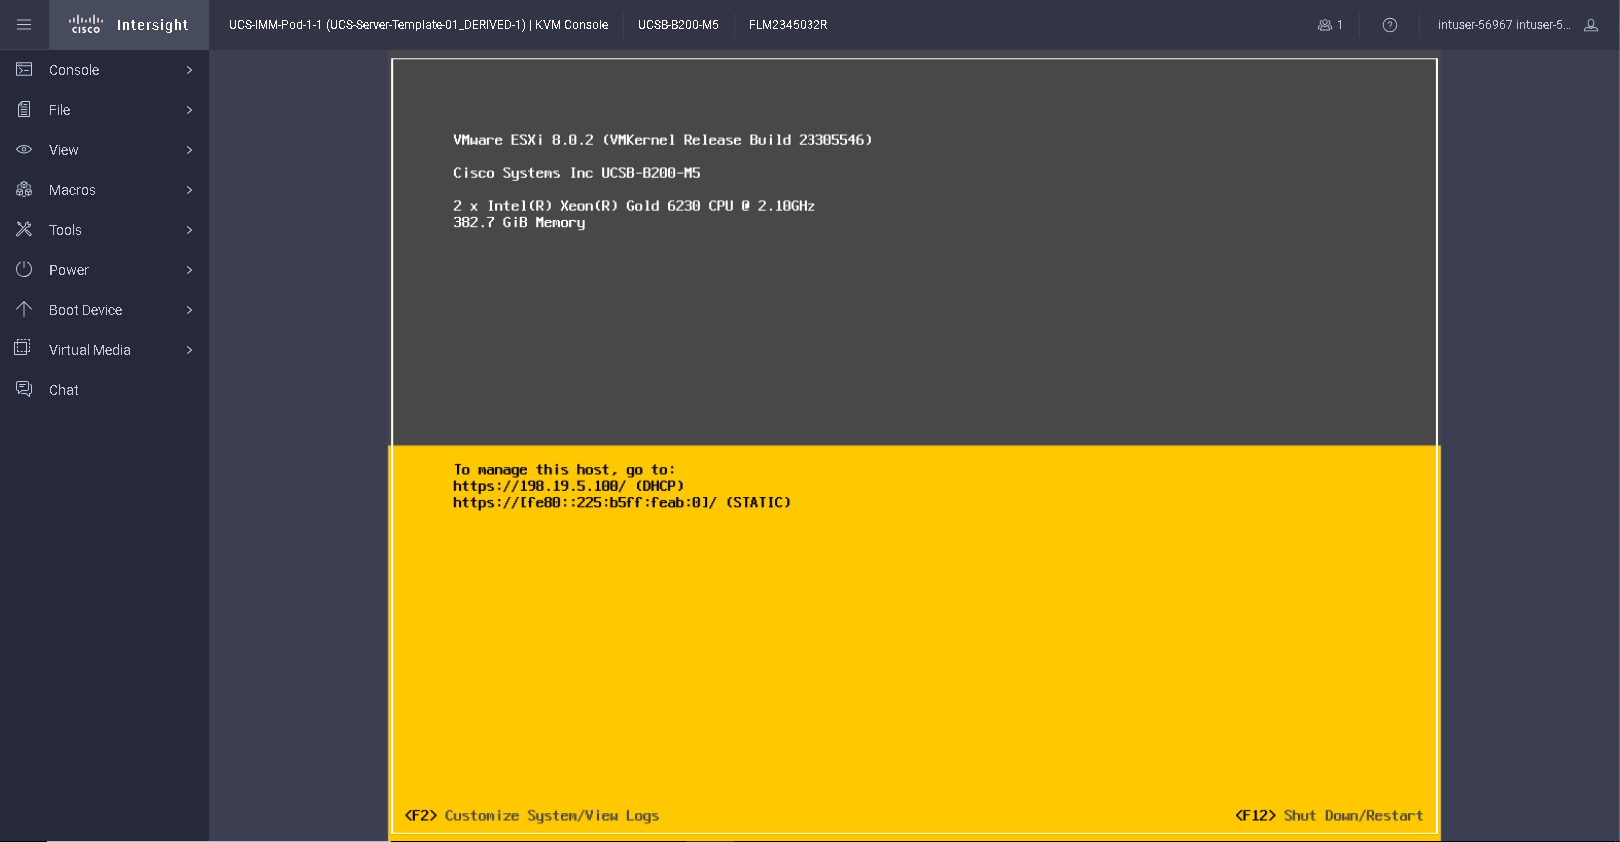 cisco Intersight UCS-IMM-Pod-1-1 (UCS-Server-Template-01_DERIVED-1) | KVM Console UCSB-B200-M5 FLM2345032R 1 intuser-56967 intuser-5...
Console
File
View
Macros
Tools
Power
Boot Device
Virtual Media
Chat
VMware ESXi 8.0.2 (VMKernel Release Build 23305546)
Cisco Systems Inc UCSB-B200-M5
2 x Intel(R) Xeon(R) Gold 6230 CPU @ 2.10GHz
382.7 GiB Memory
To manage this host, go to:
https://198.19.5.100/ (DHCP)
https://[fe80::225:b5ff:feab:0]/ (STATIC)
<F2> Customize System/View Logs <F12> Shut Down/Restart